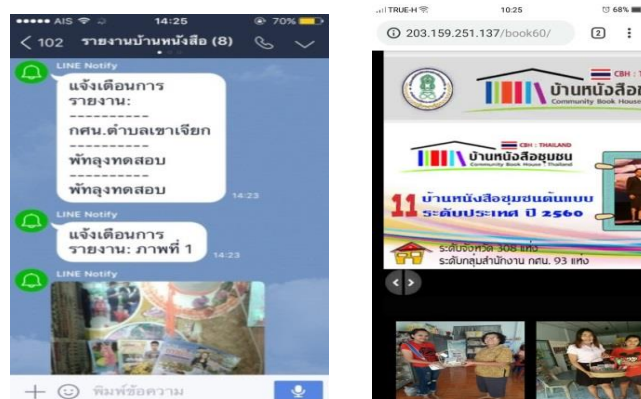 AIS 14:25 70%
102 รายงานบ้านหนังสือ (8)
LINE Notify
แจ้งเตือนการ
รายงาน:
----------
กศน.ตำบลเขาเจียก
----------
พัทลุงทดสอบ
----------
พัทลุงทดสอบ
14:23
LINE Notify
แจ้งเตือนการ
รายงาน: ภาพที่ 1
14:23
LINE Notify
พิมพ์ข้อความ
TRUE-H 10:25 68%
203.159.251.137/book60/ 2
CBH : T
บ้านหนังสือช
Community Book House
CBH : THAILAND
บ้านหนังสือชุมชน
Community Book House : Thailand
11 บ้านหนังสือชุมชนต้นแบบ
ระดับประเทศ ปี 2560
ระดับจังหวัด 308 แห่ง
ระดับกลุ่มสำนักงาน กศน. 93 แห่ง